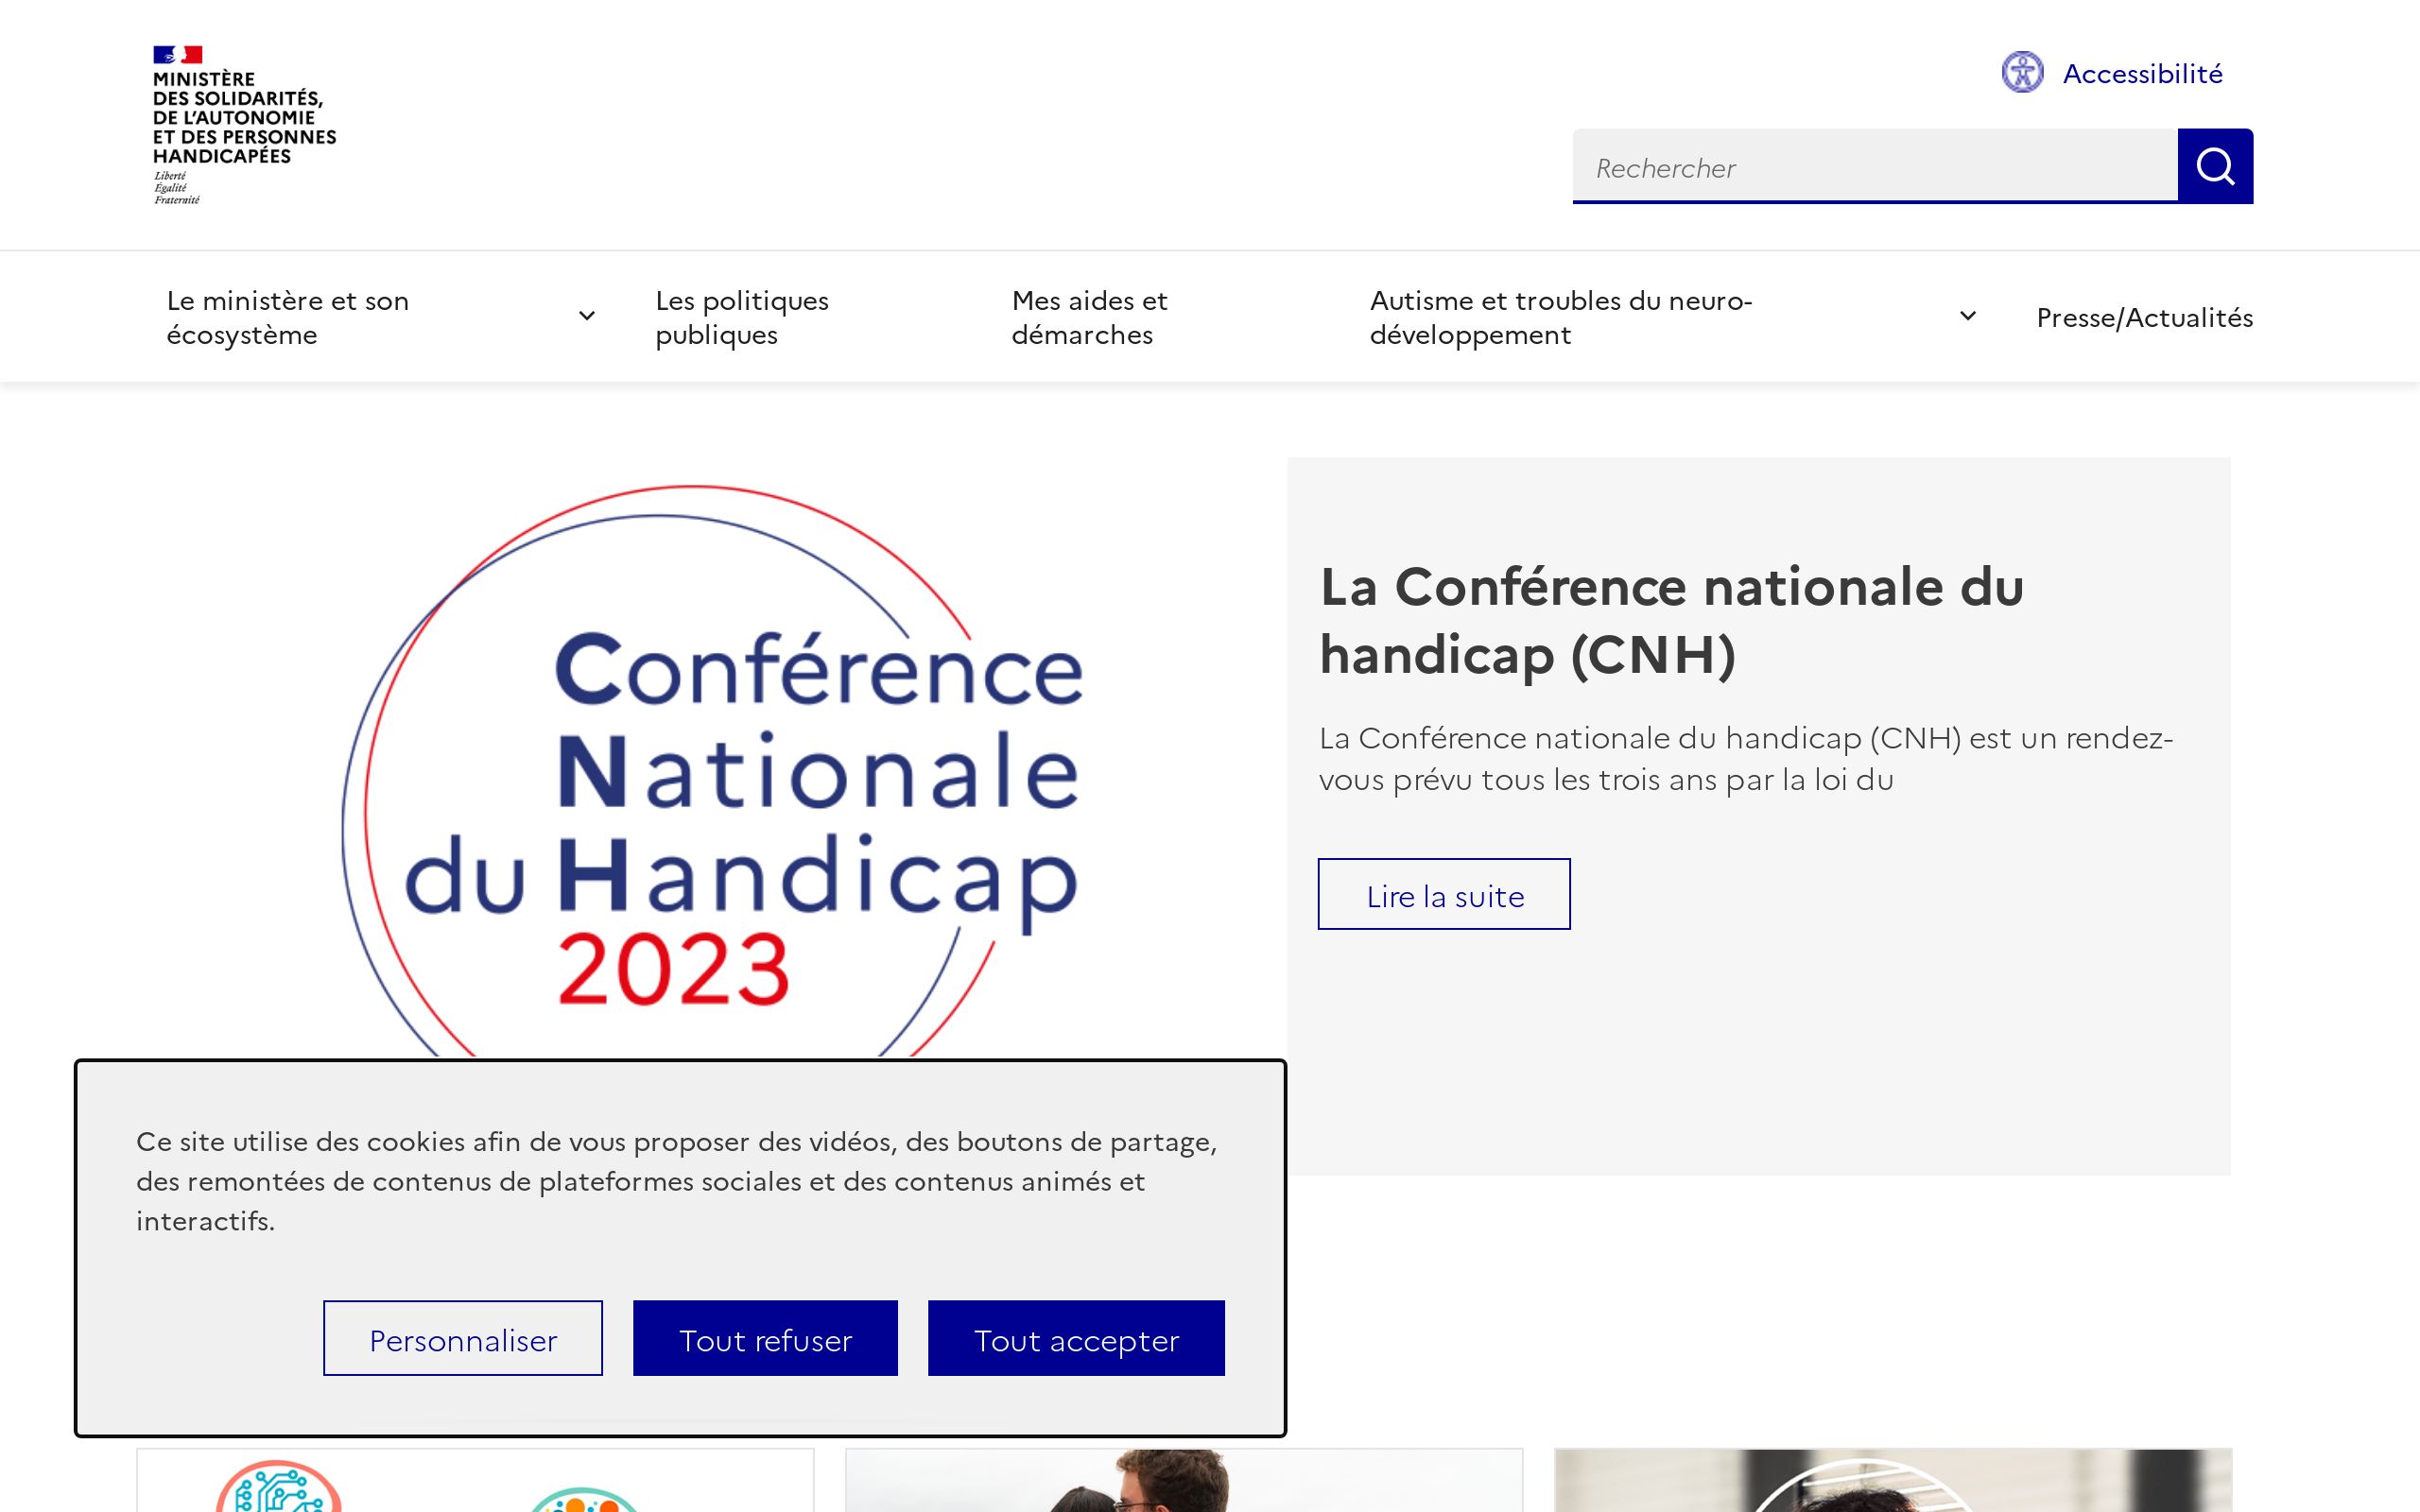 MINISTÈRE
DES SOLIDARITÉS,
DE L'AUTONOMIE
ET DES PERSONNES
HANDICAPÉES
Liberté
Égalité
Fraternité
Accessibilité
Rechercher
Le ministère et son
écosystème
Les politiques
publiques
Mes aides et
démarches
Autisme et troubles du neuro-
développement
Presse/Actualités
Conférence
Nationale
du Handicap
2023
La Conférence nationale du
handicap (CNH)
La Conférence nationale du handicap (CNH) est un rendez-
vous prévu tous les trois ans par la loi du
Lire la suite
Ce site utilise des cookies afin de vous proposer des vidéos, des boutons de partage,
des remontées de contenus de plateformes sociales et des contenus animés et
interactifs.
Personnaliser
Tout refuser
Tout accepter